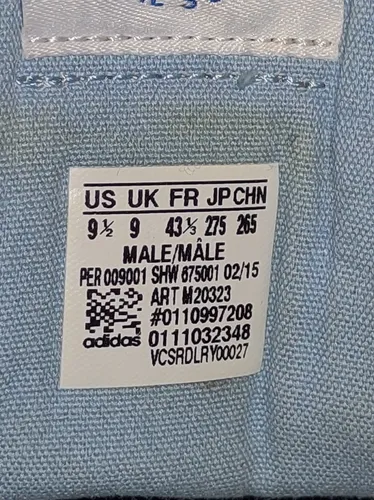 US UK FR JP CHN
9½ 9 43⅓ 275 265
MALE/MÂLE
PER 009001 SHW 675001 02/15
ART M20323
#0110997208
adidas 0111032348
VCSRDLRY00027